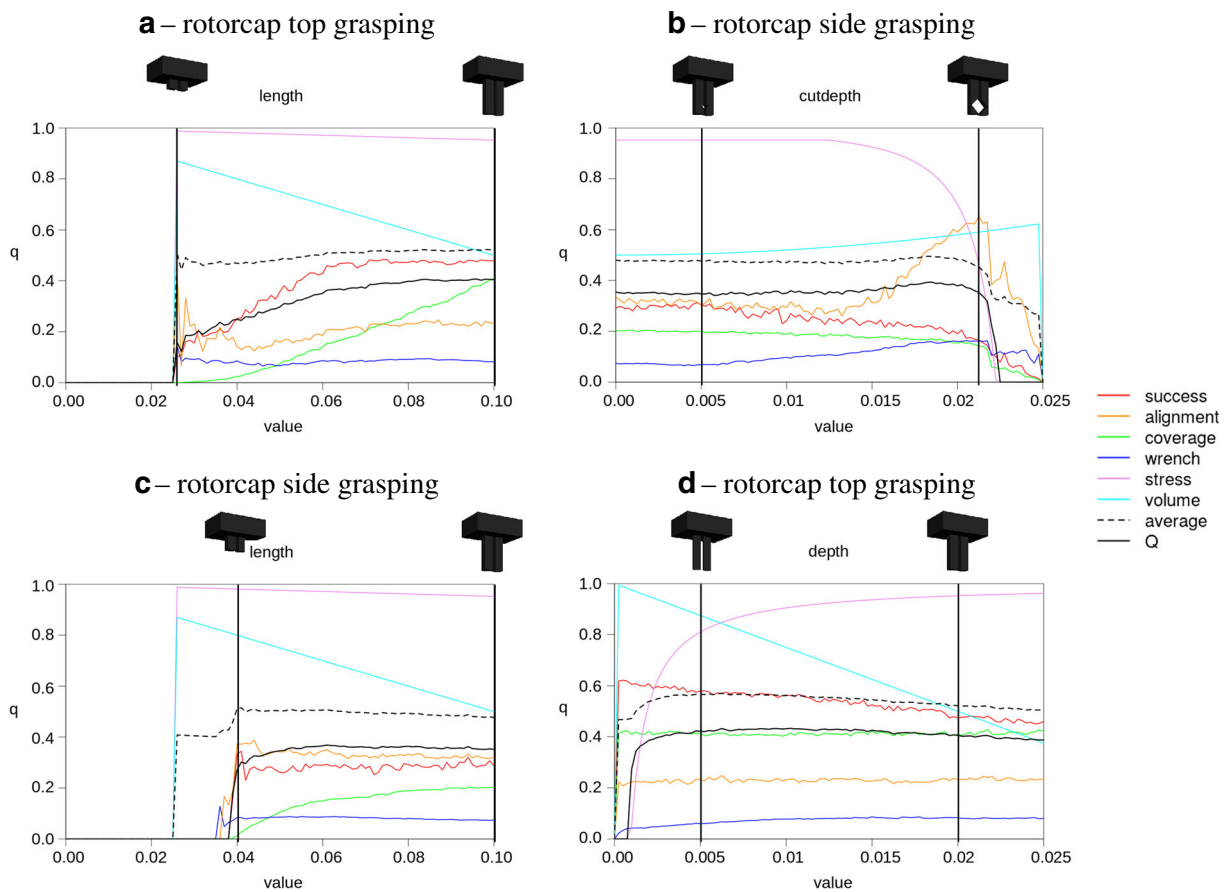 a – rotorcap top grasping
length
1.0
0.8
0.6
q
0.4
0.2
0.0
0.00 0.02 0.04 0.06 0.08 0.10
value
b – rotorcap side grasping
cutdepth
1.0
0.8
0.6
q
0.4
0.2
0.0
0.00 0.005 0.01 0.015 0.02 0.025
value
success
alignment
coverage
wrench
stress
volume
average
Q
c – rotorcap side grasping
length
1.0
0.8
0.6
q
0.4
0.2
0.0
0.00 0.02 0.04 0.06 0.08 0.10
value
d – rotorcap top grasping
depth
1.0
0.8
0.6
q
0.4
0.2
0.0
0.00 0.005 0.01 0.015 0.02 0.025
value